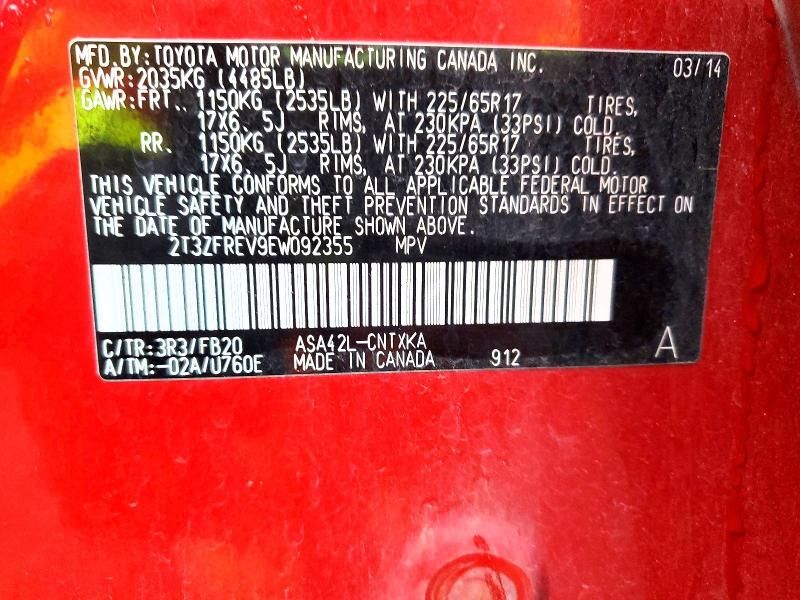 MFD. BY: TOYOTA MOTOR MANUFACTURING CANADA INC. 03/14
GVWR: 2035KG (4485LB)
GAWR: FRT. 1150KG (2535LB) WITH 225/65R17 TIRES,
17X6. 5J RIMS, AT 230KPA (33PSI) COLD.
RR. 1150KG (2535LB) WITH 225/65R17 TIRES,
17X6. 5J RIMS, AT 230KPA (33PSI) COLD.
THIS VEHICLE CONFORMS TO ALL APPLICABLE FEDERAL MOTOR
VEHICLE SAFETY AND THEFT PREVENTION STANDARDS IN EFFECT ON
THE DATE OF MANUFACTURE SHOWN ABOVE.
2T3ZFREV9EW092355 MPV
C/TR: 3R3/FB20 ASA42L-CNTXKA
A/TM: -02A/U760E MADE IN CANADA 912 A